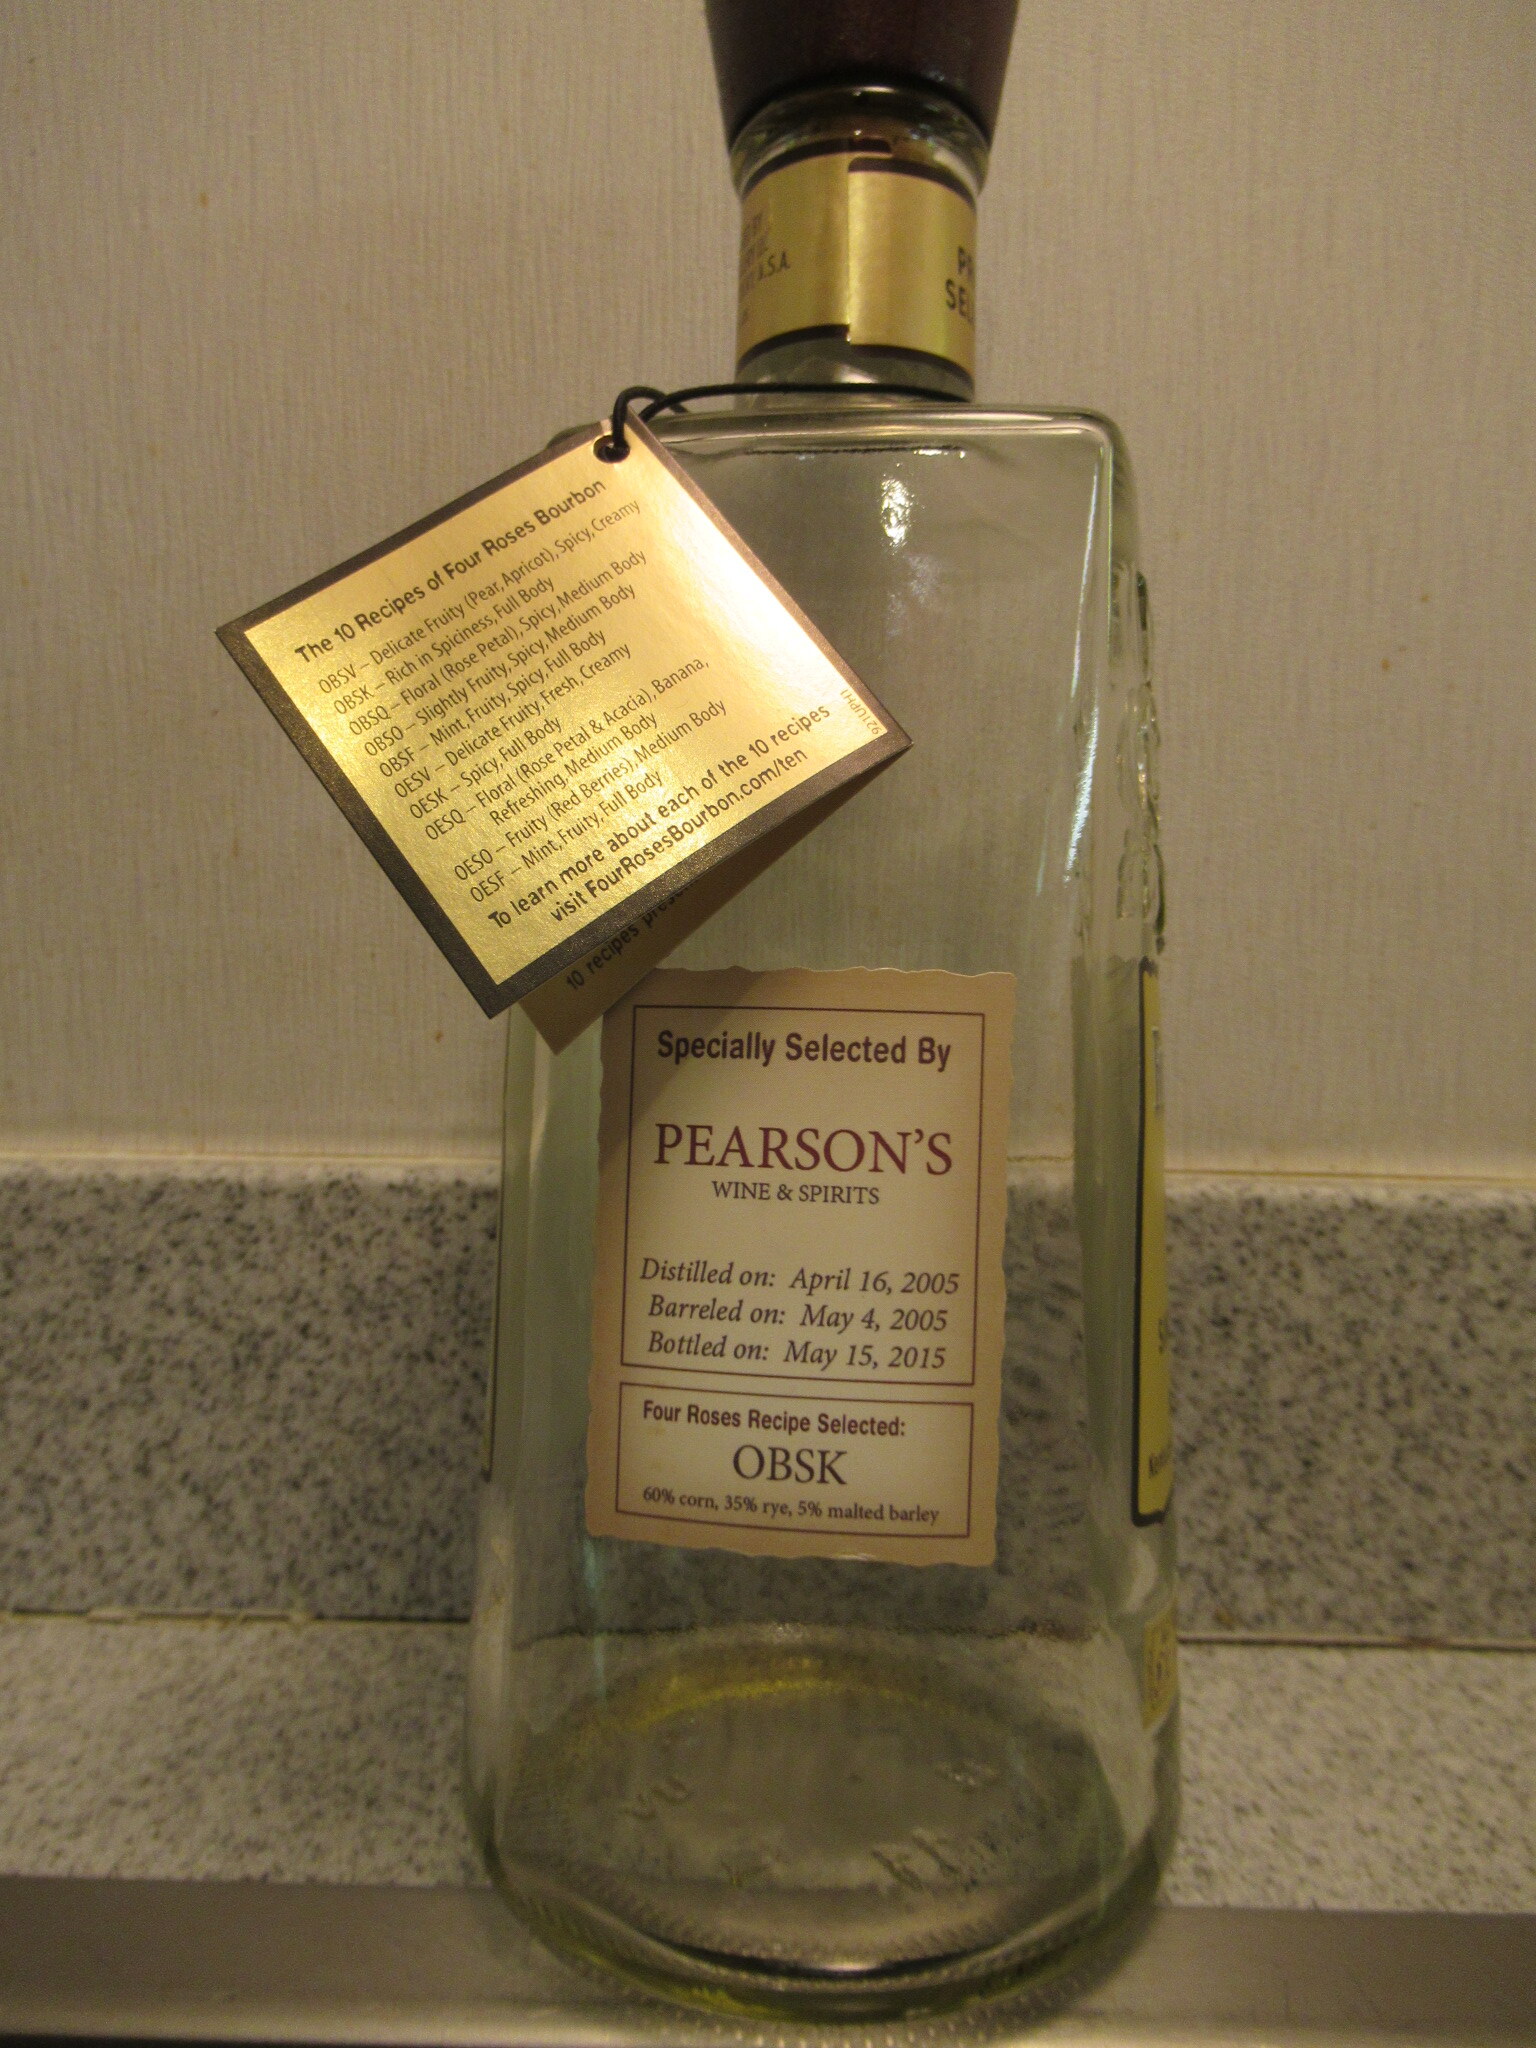 A.S.A.
The 10 Recipes of Four Roses Bourbon
OBSV – Delicate Fruity (Pear, Apricot), Spicy, Creamy
OBSK – Rich in Spiciness, Full Body
OBSQ – Floral (Rose Petal), Spicy, Medium Body
OBSO – Slightly Fruity, Spicy, Medium Body
OBSF – Mint, Fruity, Spicy, Full Body
OESV – Delicate Fruity, Fresh, Creamy
OESK – Spicy, Full Body
OESQ – Floral (Rose Petal & Acacia), Banana,
Refreshing, Medium Body
OESO – Fruity (Red Berries), Medium Body
OESF – Mint, Fruity, Full Body
To learn more about each of the 10 recipes
visit FourRosesBourbon.com/ten
10 recipes
Specially Selected By
PEARSON'S
WINE & SPIRITS
Distilled on: April 16, 2005
Barreled on: May 4, 2005
Bottled on: May 15, 2015
Four Roses Recipe Selected:
OBSK
60% corn, 35% rye, 5% malted barley